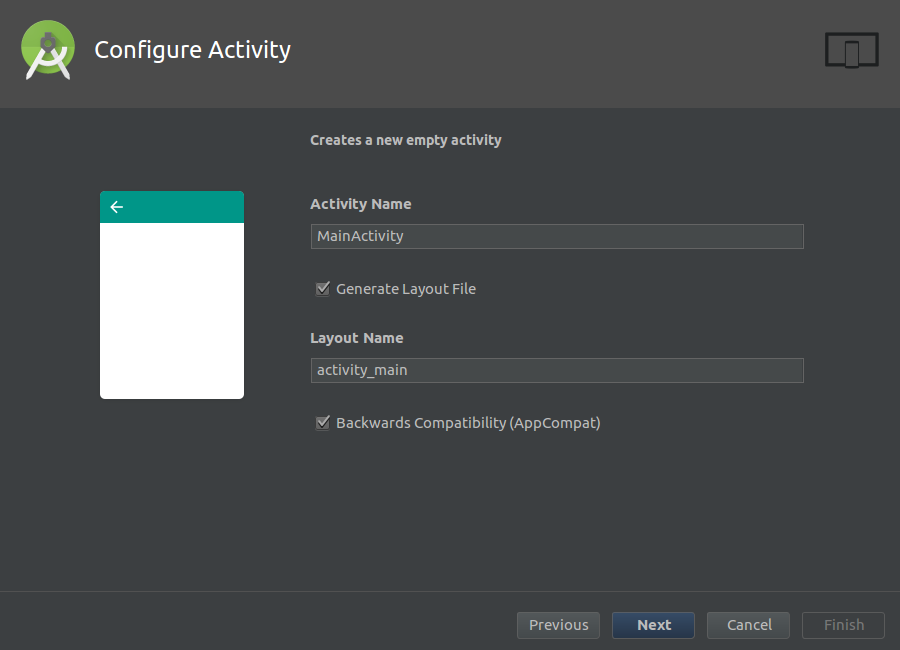 Configure Activity
Creates a new empty activity
Activity Name
MainActivity
Generate Layout File
Layout Name
activity_main
Backwards Compatibility (AppCompat)
Previous
Next
Cancel
Finish